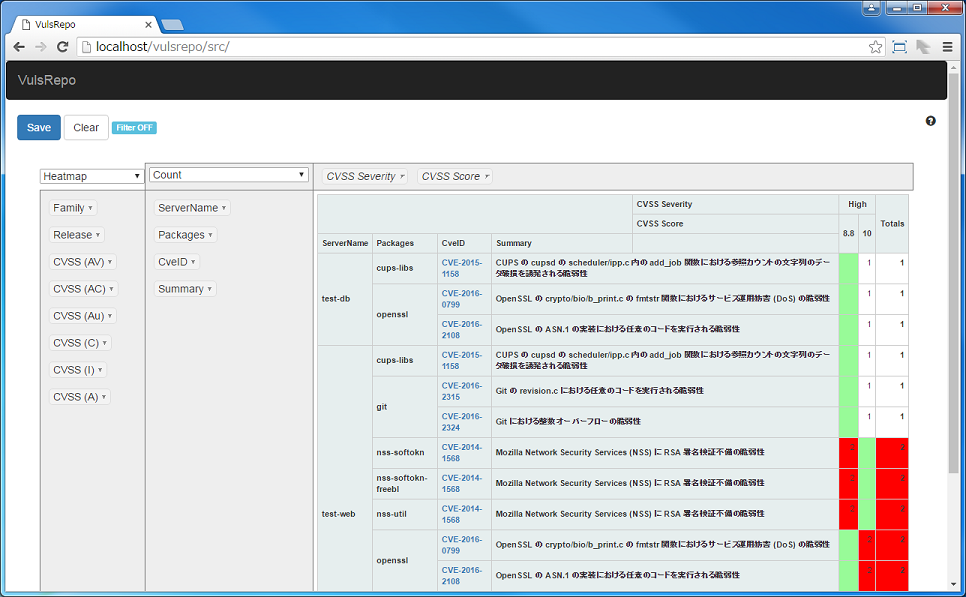 VulsRepo
localhost/vulsrepo/src/
VulsRepo
Save Clear Filter OFF
Heatmap Count CVSS Severity CVSS Score
Family
Release
CVSS (AV)
CVSS (AC)
CVSS (Au)
CVSS (C)
CVSS (I)
CVSS (A)
ServerName
Packages
CveID
Summary
CVSS Severity High Totals
CVSS Score 8.8 10
ServerName Packages CveID Summary
test-db
cups-libs
CVE-2015-
1158
CUPS の cupsd の scheduler/ipp.c 内の add_job 関数における参照カウントの文字列のデー
タ破損を誘発される脆弱性
1 1
openssl
CVE-2016-
0799
OpenSSL の crypto/bio/b_print.c の fmtstr 関数におけるサービス運用妨害 (DoS) の脆弱性
1 1
CVE-2016-
2108
OpenSSL の ASN.1 の実装における任意のコードを実行される脆弱性
1 1
test-web
cups-libs
CVE-2015-
1158
CUPS の cupsd の scheduler/ipp.c 内の add_job 関数における参照カウントの文字列のデー
タ破損を誘発される脆弱性
1 1
git
CVE-2016-
2315
Git の revision.c における任意のコードを実行される脆弱性
1 1
CVE-2016-
2324
Git における整数オーバーフローの脆弱性
1 1
nss-softokn
CVE-2014-
1568
Mozilla Network Security Services (NSS) に RSA 署名検証不備の脆弱性
2 2
nss-softokn-
freebl
CVE-2014-
1568
Mozilla Network Security Services (NSS) に RSA 署名検証不備の脆弱性
2 2
nss-util
CVE-2014-
1568
Mozilla Network Security Services (NSS) に RSA 署名検証不備の脆弱性
2 2
openssl
CVE-2016-
0799
OpenSSL の crypto/bio/b_print.c の fmtstr 関数におけるサービス運用妨害 (DoS) の脆弱性
2 2
CVE-2016-
2108
OpenSSL の ASN.1 の実装における任意のコードを実行される脆弱性
2 2